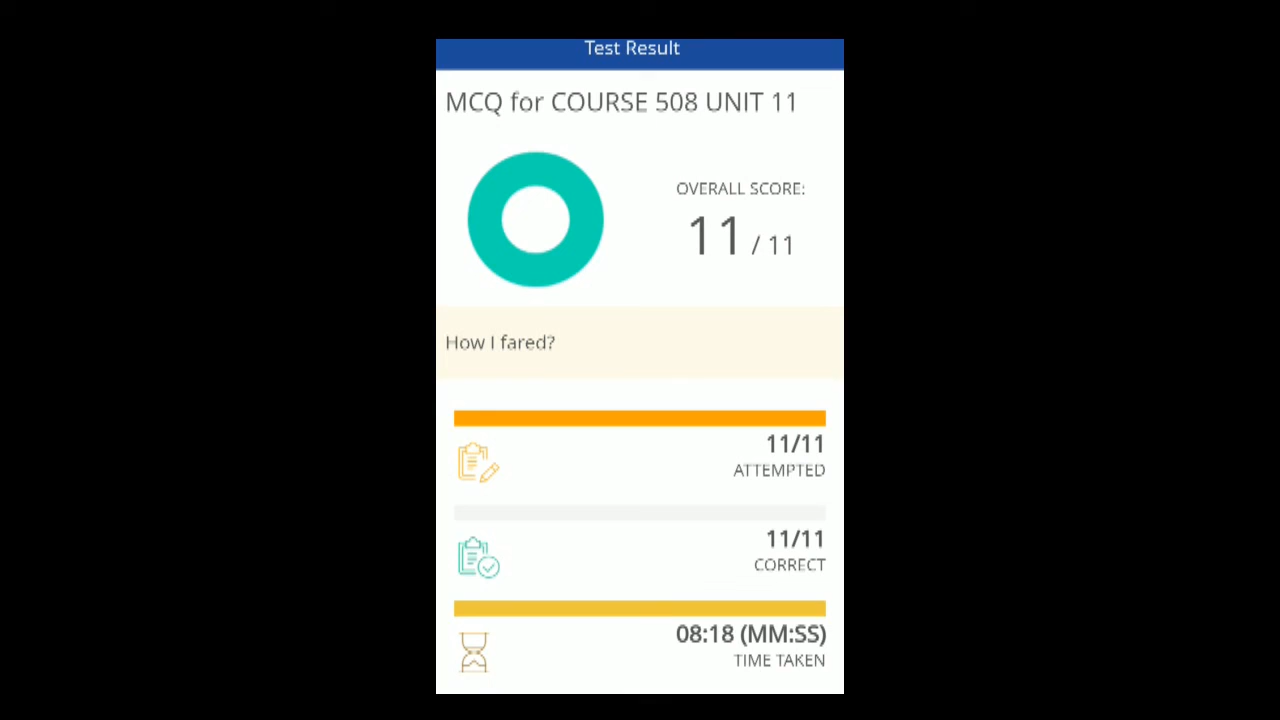 Test Result
MCQ for COURSE 508 UNIT 11
OVERALL SCORE:
11 / 11
How I fared?
11/11
ATTEMPTED
11/11
CORRECT
08:18 (MM:SS)
TIME TAKEN